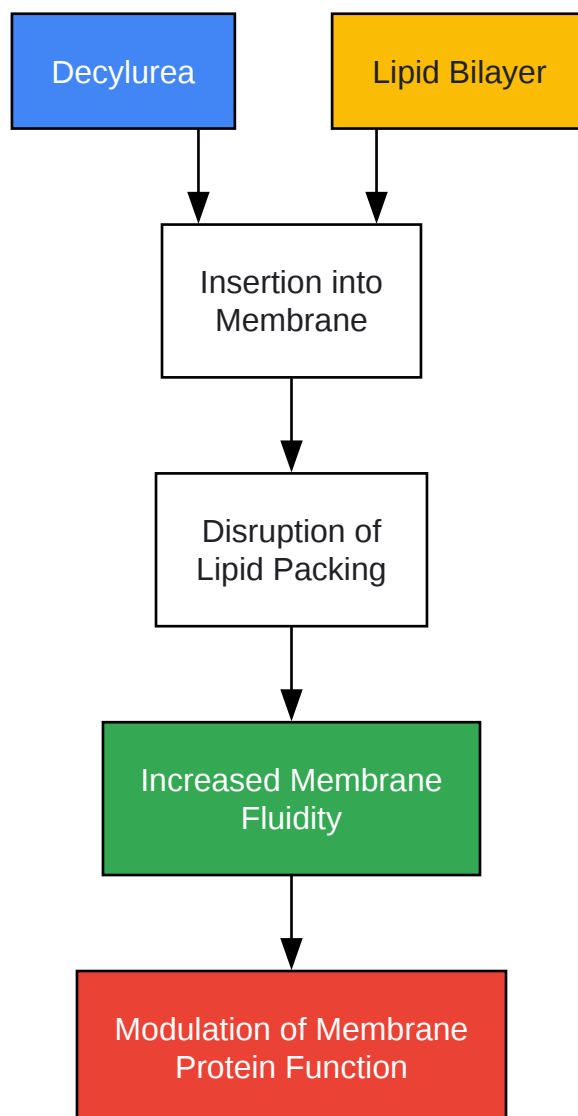 Decylurea
Lipid Bilayer
Insertion into
Membrane
Disruption of
Lipid Packing
Increased Membrane
Fluidity
Modulation of Membrane
Protein Function